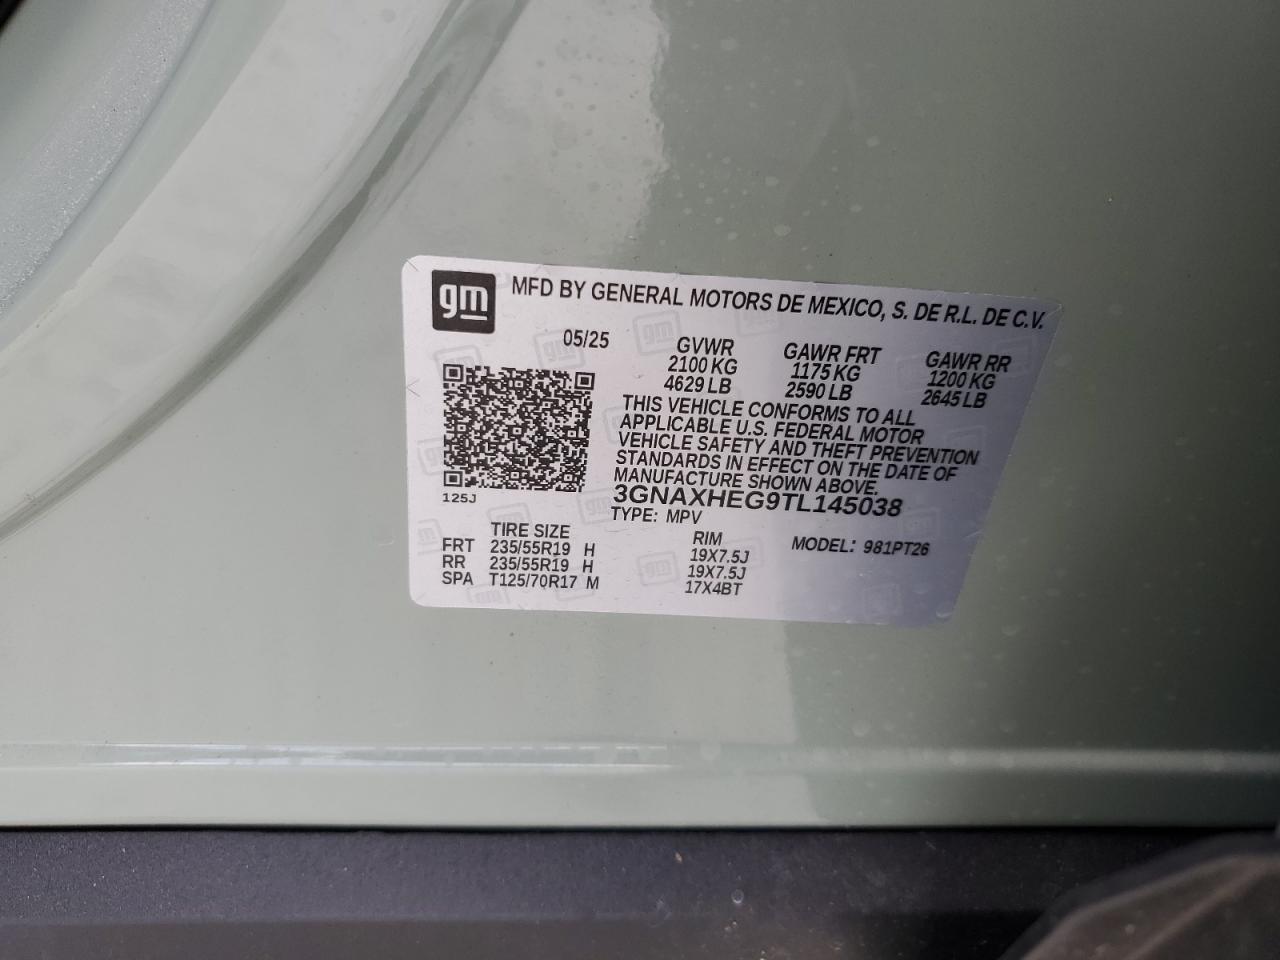 gm MFD BY GENERAL MOTORS DE MEXICO, S. DE R.L. DE C.V.
05/25 GVWR GAWR FRT GAWR RR
2100 KG 1175 KG 1200 KG
4629 LB 2590 LB 2645 LB
THIS VEHICLE CONFORMS TO ALL
APPLICABLE U.S. FEDERAL MOTOR
VEHICLE SAFETY AND THEFT PREVENTION
STANDARDS IN EFFECT ON THE DATE OF
MANUFACTURE SHOWN ABOVE.
125J 3GNAXHEG9TL145038
TYPE: MPV
TIRE SIZE RIM MODEL: 981PT26
FRT 235/55R19 H 19X7.5J
RR 235/55R19 H 19X7.5J
SPA T125/70R17 M 17X4BT